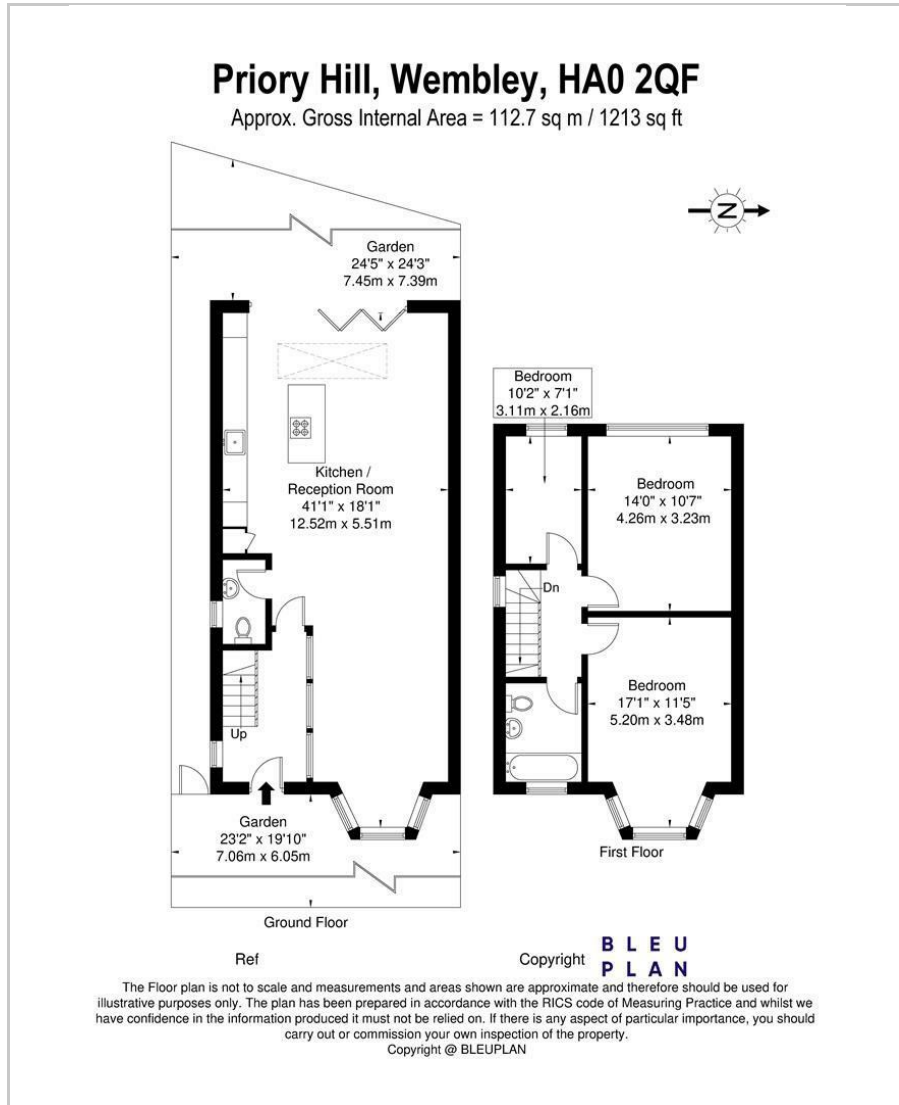 Priory Hill, Wembley, HA0 2QF
Approx. Gross Internal Area = 112.7 sq m / 1213 sq ft
N
Garden
24'5" x 24'3"
7.45m x 7.39m
Kitchen /
Reception Room
41'1" x 18'1"
12.52m x 5.51m
Up
Garden
23'2" x 19'10"
7.06m x 6.05m
Ground Floor
Bedroom
10'2" x 7'1"
3.11m x 2.16m
Bedroom
14'0" x 10'7"
4.26m x 3.23m
Dn
Bedroom
17'1" x 11'5"
5.20m x 3.48m
First Floor
Ref
Copyright
BLEU
PLAN
The Floor plan is not to scale and measurements and areas shown are approximate and therefore should be used for
illustrative purposes only. The plan has been prepared in accordance with the RICS code of Measuring Practice and whilst we
have confidence in the information produced it must not be relied on. If there is any aspect of particular importance, you should
carry out or commission your own inspection of the property.
Copyright @ BLEUPLAN